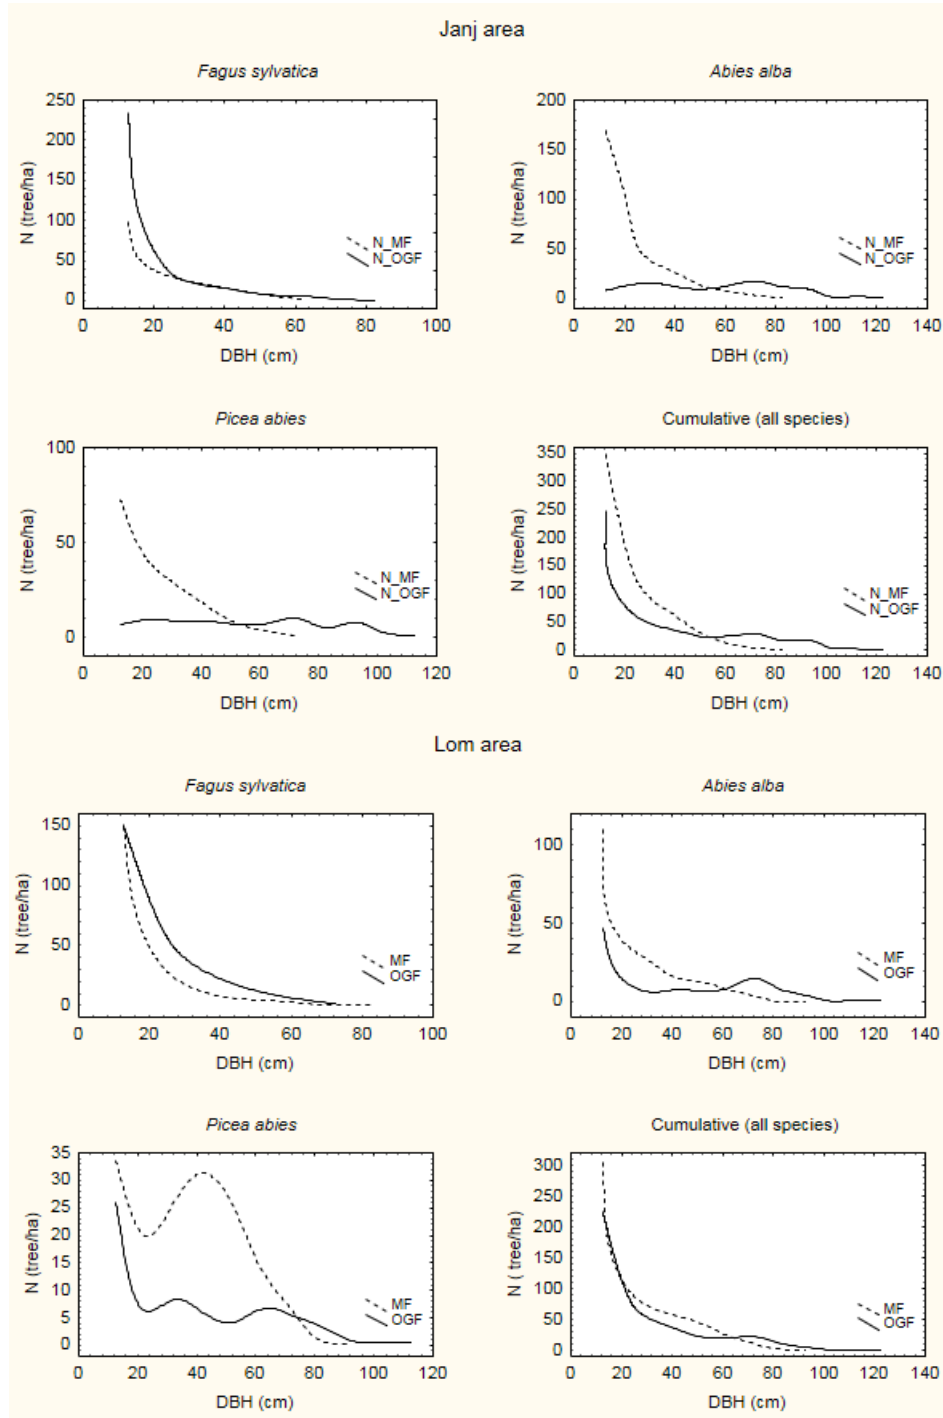 Janj area
Fagus sylvatica
N (tree/ha)
250
200
150
100
50
0
N_MF
N_OGF
0 20 40 60 80 100
DBH (cm)
Abies alba
N (tree/ha)
200
150
100
50
0
N_MF
N_OGF
0 20 40 60 80 100 120 140
DBH (cm)
Picea abies
N (tree/ha)
100
50
0
N_MF
N_OGF
0 20 40 60 80 100 120
DBH (cm)
Cumulative (all species)
N (tree/ha)
350
300
250
200
150
100
50
0
N_MF
N_OGF
0 20 40 60 80 100 120 140
DBH (cm)
Lom area
Fagus sylvatica
N (tree/ha)
150
100
50
0
MF
OGF
0 20 40 60 80 100
DBH (cm)
Abies alba
N (tree/ha)
100
50
0
MF
OGF
0 20 40 60 80 100 120 140
DBH (cm)
Picea abies
N (tree/ha)
35
30
25
20
15
10
5
0
MF
OGF
0 20 40 60 80 100 120
DBH (cm)
Cumulative (all species)
N ( tree/ha)
300
250
200
150
100
50
0
MF
OGF
0 20 40 60 80 100 120 140
DBH (cm)